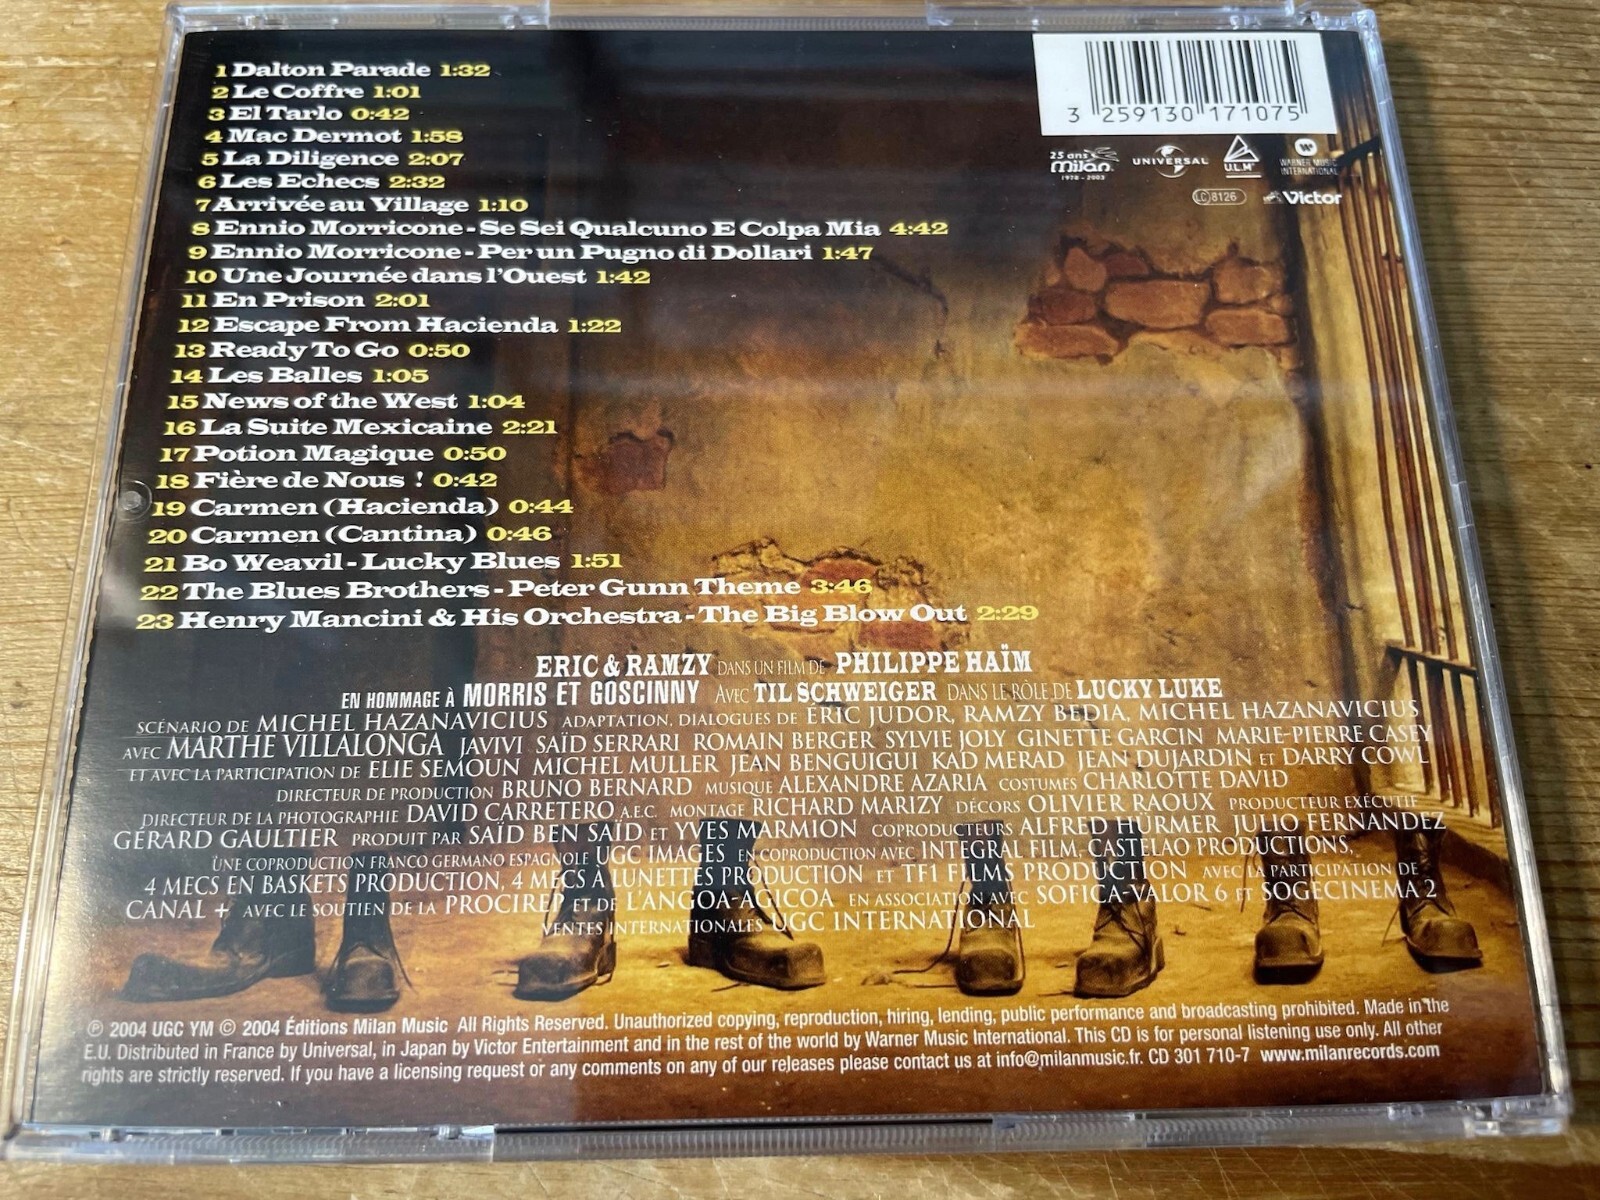 1 Dalton Parade 1:32
2 Le Coffre 1:01
3 El Tarlo 0:42
4 Mac Dermot 1:58
5 La Diligence 2:07
6 Les Echecs 2:32
7 Arrivée au Village 1:10
8 Ennio Morricone - Se Sei Qualcuno E Colpa Mia 4:42
9 Ennio Morricone - Per un Pugno di Dollari 1:47
10 Une Journée dans l'Ouest 1:42
11 En Prison 2:01
12 Escape From Hacienda 1:22
13 Ready To Go 0:50
14 Les Balles 1:05
15 News of the West 1:04
16 La Suite Mexicaine 2:21
17 Potion Magique 0:50
18 Fière de Nous ! 0:42
19 Carmen (Hacienda) 0:44
20 Carmen (Cantina) 0:46
21 Bo Weavil - Lucky Blues 1:51
22 The Blues Brothers - Peter Gunn Theme 3:46
23 Henry Mancini & His Orchestra - The Big Blow Out 2:29
3 259130 171075
25 ans Milan 1978 - 2003 UNIVERSAL U.L.M WARNER MUSIC INTERNATIONAL
LC 8126 Victor
ERIC & RAMZY DANS UN FILM DE PHILIPPE HAÏM
EN HOMMAGE À MORRIS ET GOSCINNY AVEC TIL SCHWEIGER DANS LE RÔLE DE LUCKY LUKE
SCÉNARIO DE MICHEL HAZANAVICIUS ADAPTATION, DIALOGUES DE ÉRIC JUDOR, RAMZY BEDIA, MICHEL HAZANAVICIUS
AVEC MARTHE VILLALONGA JAVIVI SAÏD SERRARI ROMAIN BERGER SYLVIE JOLY GINETTE GARCIN MARIE-PIERRE CASEY
ET AVEC LA PARTICIPATION DE ELIE SEMOUN MICHEL MULLER JEAN BENGUIGUI KAD MERAD JEAN DUJARDIN ET DARRY COWL
DIRECTEUR DE PRODUCTION BRUNO BERNARD MUSIQUE ALEXANDRE AZARIA COSTUMES CHARLOTTE DAVID
DIRECTEUR DE LA PHOTOGRAPHIE DAVID CARRETERO A.E.C. MONTAGE RICHARD MARIZY DÉCORS OLIVIER RAOUX PRODUCTEUR EXÉCUTIF
GÉRARD GAULTIER PRODUIT PAR SAÏD BEN SAÏD ET YVES MARMION COPRODUCTEURS ALFRED HÜRMER JULIO FERNANDEZ
UNE COPRODUCTION FRANCO GERMANO ESPAGNOLE UGC IMAGES EN COPRODUCTION AVEC INTEGRAL FILM, CASTELAO PRODUCTIONS,
4 MECS EN BASKETS PRODUCTION, 4 MECS À LUNETTES PRODUCTION ET TF1 FILMS PRODUCTION AVEC LA PARTICIPATION DE
CANAL + AVEC LE SOUTIEN DE LA PROCIREP ET DE L'ANGOA-AGICOA EN ASSOCIATION AVEC SOFICA-VALOR 6 ET SOGECINEMA 2
VENTES INTERNATIONALES UGC INTERNATIONAL
℗ 2004 UGC YM © 2004 Éditions Milan Music All Rights Reserved. Unauthorized copying, reproduction, hiring, lending, public performance and broadcasting prohibited. Made in the
E.U. Distributed in France by Universal, in Japan by Victor Entertainment and in the rest of the world by Warner Music International. This CD is for personal listening use only. All other
rights are strictly reserved. If you have a licensing request or any comments on any of our releases please contact us at info@milanmusic.fr. CD 301 710-7 www.milanrecords.com